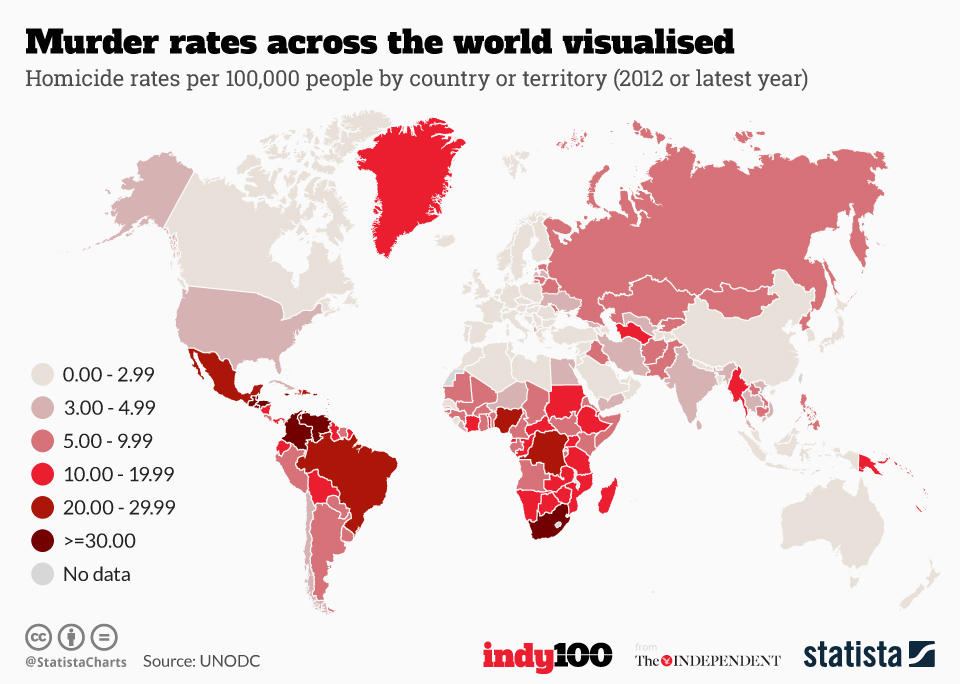 Murder rates across the world visualised
Homicide rates per 100,000 people by country or territory (2012 or latest year)
0.00 - 2.99
3.00 - 4.99
5.00 - 9.99
10.00 - 19.99
20.00 - 29.99
>=30.00
No data
cc
@StatistaCharts Source: UNODC
indy100
from
The INDEPENDENT
statista